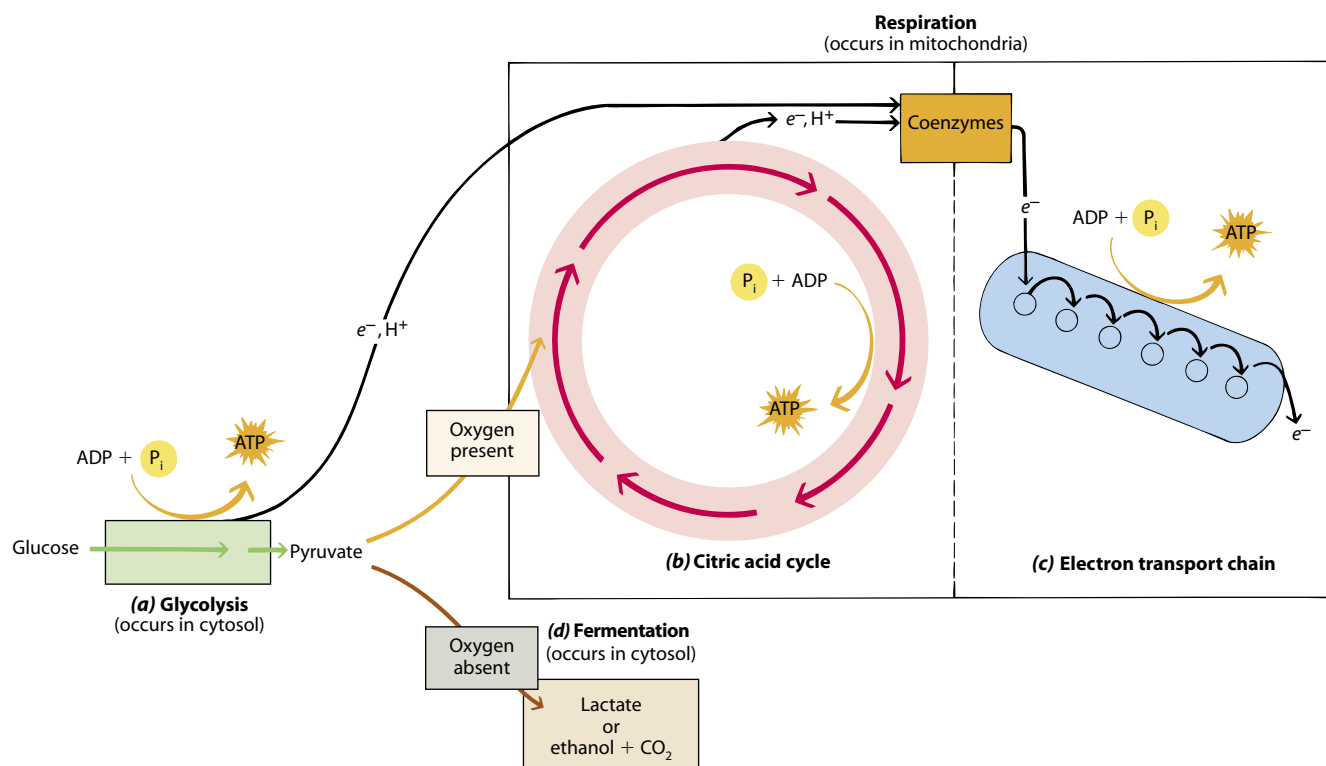 Respiration
(occurs in mitochondria)
Coenzymes
e⁻, H⁺
e⁻
ADP + Pᵢ
ATP
Pᵢ + ADP
ATP
e⁻, H⁺
e⁻
Oxygen
present
ADP + Pᵢ
ATP
Glucose
Pyruvate
(b) Citric acid cycle
(c) Electron transport chain
(a) Glycolysis
(occurs in cytosol)
(d) Fermentation
(occurs in cytosol)
Oxygen
absent
Lactate
or
ethanol + CO₂